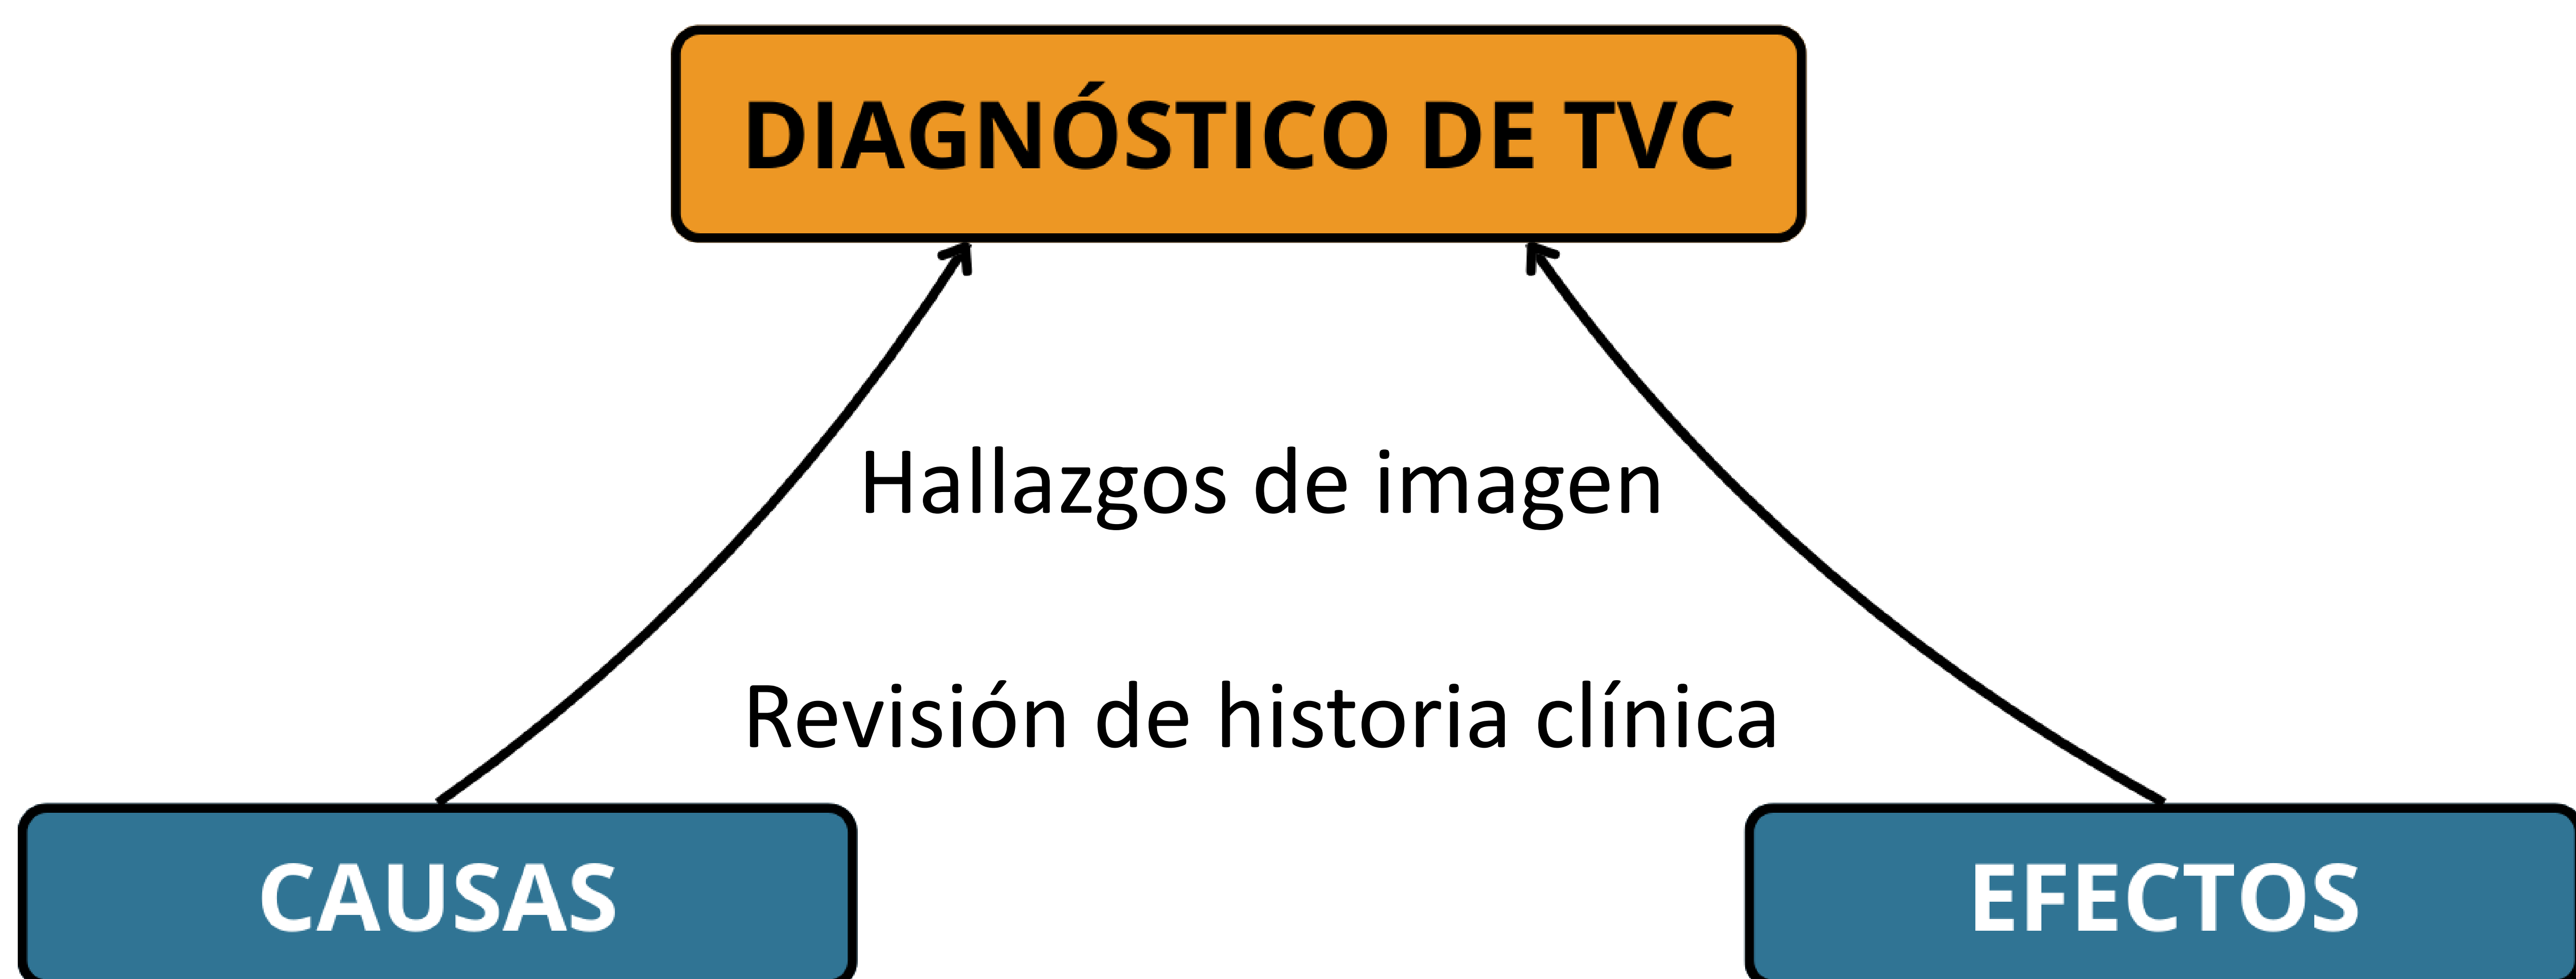 DIAGNÓSTICO DE TVC
Hallazgos de imagen
Revisión de historia clínica
CAUSAS
EFECTOS